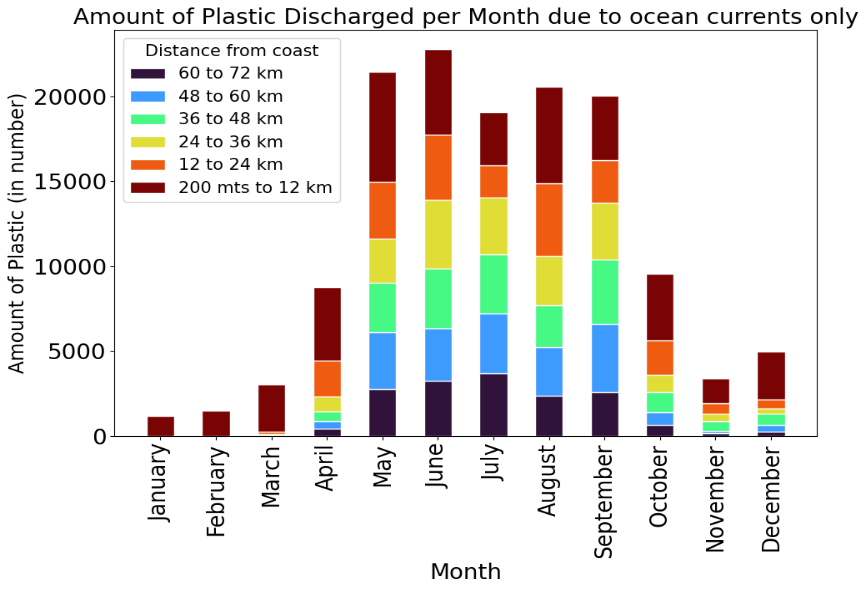 Amount of Plastic Discharged per Month due to ocean currents only
Distance from coast
60 to 72 km
48 to 60 km
36 to 48 km
24 to 36 km
12 to 24 km
200 mts to 12 km
Amount of Plastic (in number)
20000
15000
10000
5000
0
January
February
March
April
May
June
July
August
September
October
November
December
Month